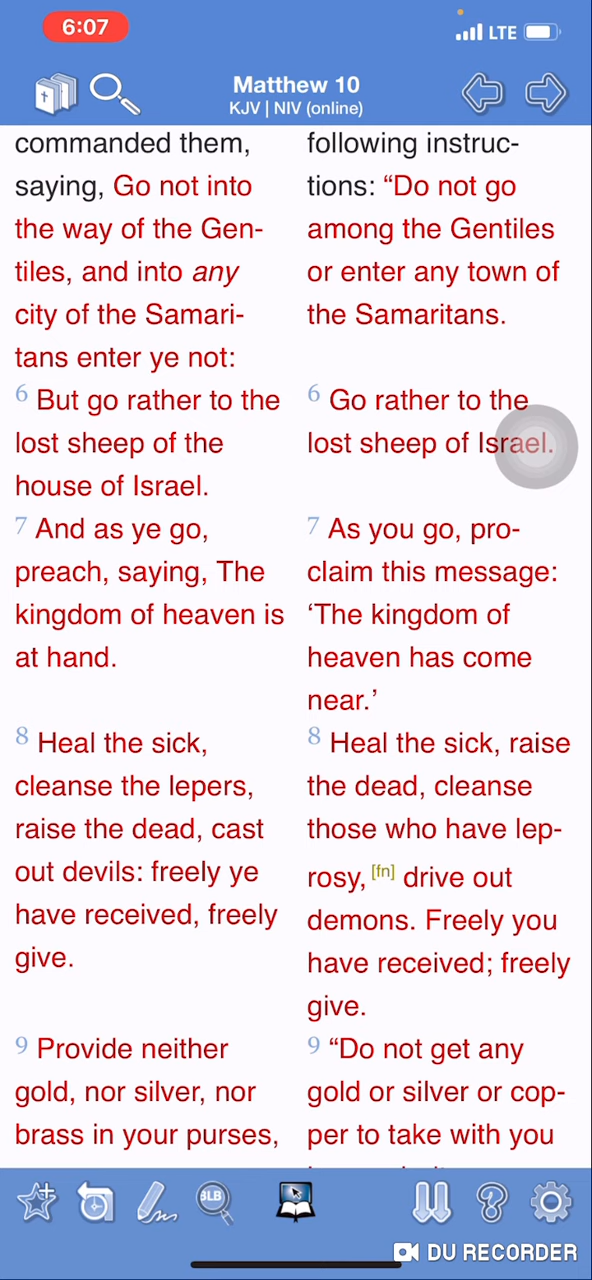 6:07
LTE
Matthew 10
KJV | NIV (online)
commanded them,
saying, Go not into
the way of the Gen-
tiles, and into any
city of the Samari-
tans enter ye not:
6 But go rather to the
lost sheep of the
house of Israel.
7 And as ye go,
preach, saying, The
kingdom of heaven is
at hand.
8 Heal the sick,
cleanse the lepers,
raise the dead, cast
out devils: freely ye
have received, freely
give.
9 Provide neither
gold, nor silver, nor
brass in your purses,
following instruc-
tions: “Do not go
among the Gentiles
or enter any town of
the Samaritans.
6 Go rather to the
lost sheep of Israel.
7 As you go, pro-
claim this message:
‘The kingdom of
heaven has come
near.’
8 Heal the sick, raise
the dead, cleanse
those who have lep-
rosy, [fn] drive out
demons. Freely you
have received; freely
give.
9 “Do not get any
gold or silver or cop-
per to take with you
BLB
DU RECORDER